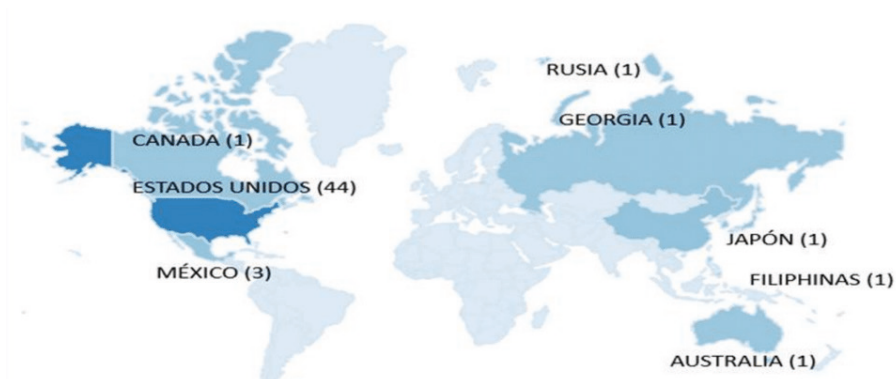 RUSIA (1)
GEORGIA (1)
CANADA (1)
ESTADOS UNIDOS (44)
JAPÓN (1)
MÉXICO (3)
FILIPHINAS (1)
AUSTRALIA (1)